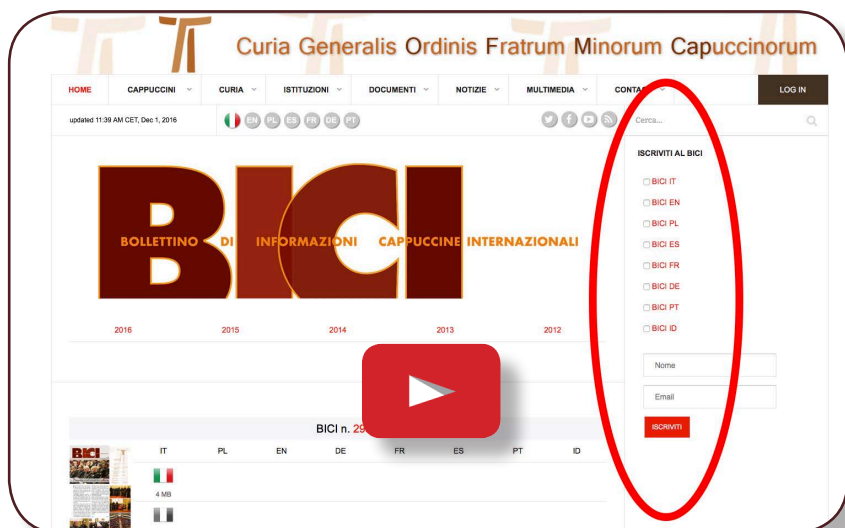 Curia Generalis Ordinis Fratrum Minorum Capuccinorum
HOME CAPPUCCINI CURIA ISTITUZIONI DOCUMENTI NOTIZIE MULTIMEDIA LOG IN
updated 11:39 AM CET, Dec 1, 2016 EN PL ES FR DE PT Cerca...
ISCRIVITI AL BICI
BICI IT
BICI EN
BICI PL
BICI ES
BICI FR
BICI DE
BICI PT
BICI ID
Nome
Email
ISCRIVITI
BICI
BOLLETTINO DI INFORMAZIONI CAPPUCCINE INTERNAZIONALI
2016 2015 2014 2013 2012
BICI n.
IT PL EN DE FR ES PT ID
BICI
4 MB